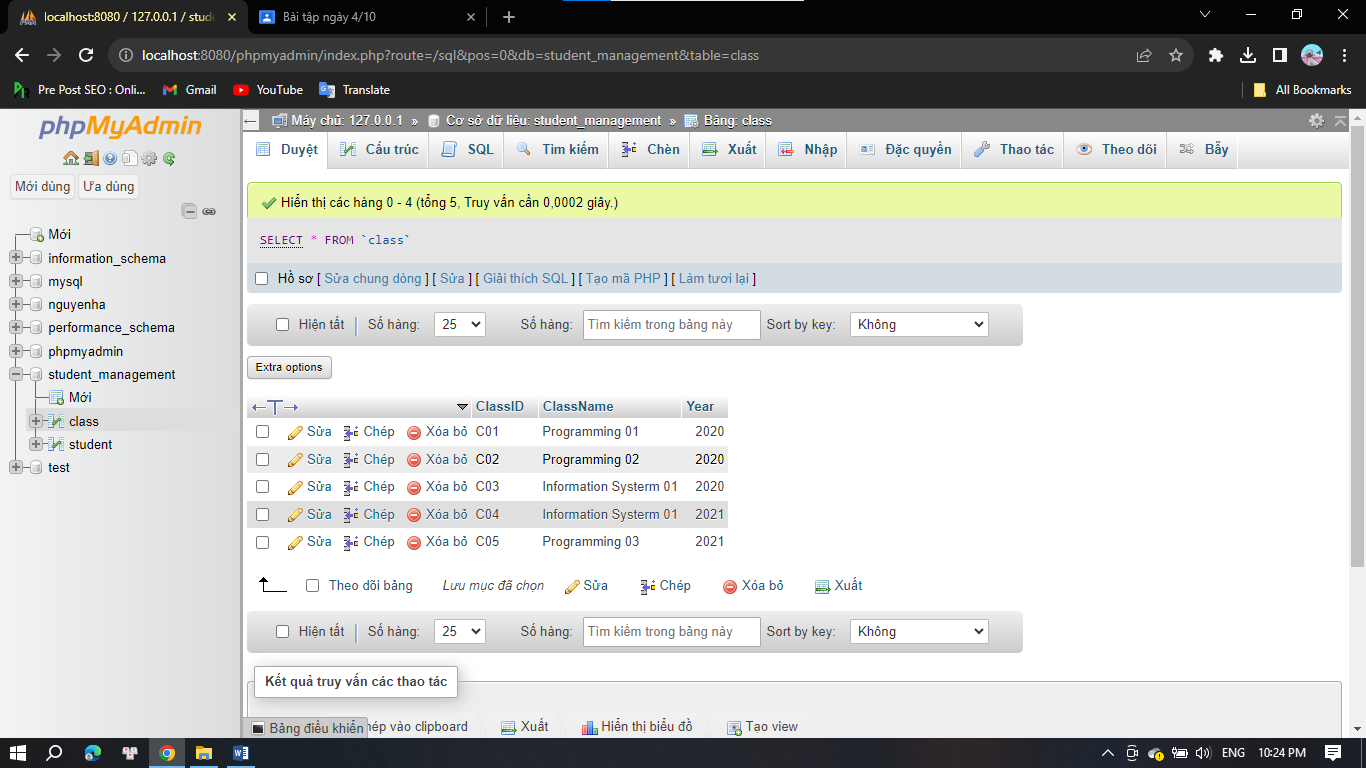 localhost:8080 / 127.0.0.1 / stude
Bài tập ngày 4/10
localhost:8080/phpmyadmin/index.php?route=/sql&pos=0&db=student_management&table=class
Pre Post SEO : Onli...
Gmail
YouTube
Translate
All Bookmarks
phpMyAdmin
Mới dùng
Ưa dùng
Mới
information_schema
mysql
nguyenha
performance_schema
phpmyadmin
student_management
Mới
class
student
test
Máy chủ: 127.0.0.1 » Cơ sở dữ liệu: student_management » Bảng: class
Duyệt Cấu trúc SQL Tìm kiếm Chèn Xuất Nhập Đặc quyền Thao tác Theo dõi Bẫy
Hiển thị các hàng 0 - 4 (tổng 5, Truy vấn cần 0,0002 giây.)
SELECT * FROM `class`
Hồ sơ [ Sửa chung dòng ] [ Sửa ] [ Giải thích SQL ] [ Tạo mã PHP ] [ Làm tươi lại ]
Hiện tất Số hàng: 25 Số hàng: Tìm kiếm trong bảng này Sort by key: Không
Extra options
ClassID ClassName Year
Sửa Chép Xóa bỏ C01 Programming 01 2020
Sửa Chép Xóa bỏ C02 Programming 02 2020
Sửa Chép Xóa bỏ C03 Information Systerm 01 2020
Sửa Chép Xóa bỏ C04 Information Systerm 01 2021
Sửa Chép Xóa bỏ C05 Programming 03 2021
Theo dõi bảng Lưu mục đã chọn Sửa Chép Xóa bỏ Xuất
Hiện tất Số hàng: 25 Số hàng: Tìm kiếm trong bảng này Sort by key: Không
Kết quả truy vấn các thao tác
Bảng điều khiển
hép vào clipboard Xuất Hiển thị biểu đồ Tạo view
ENG 10:24 PM